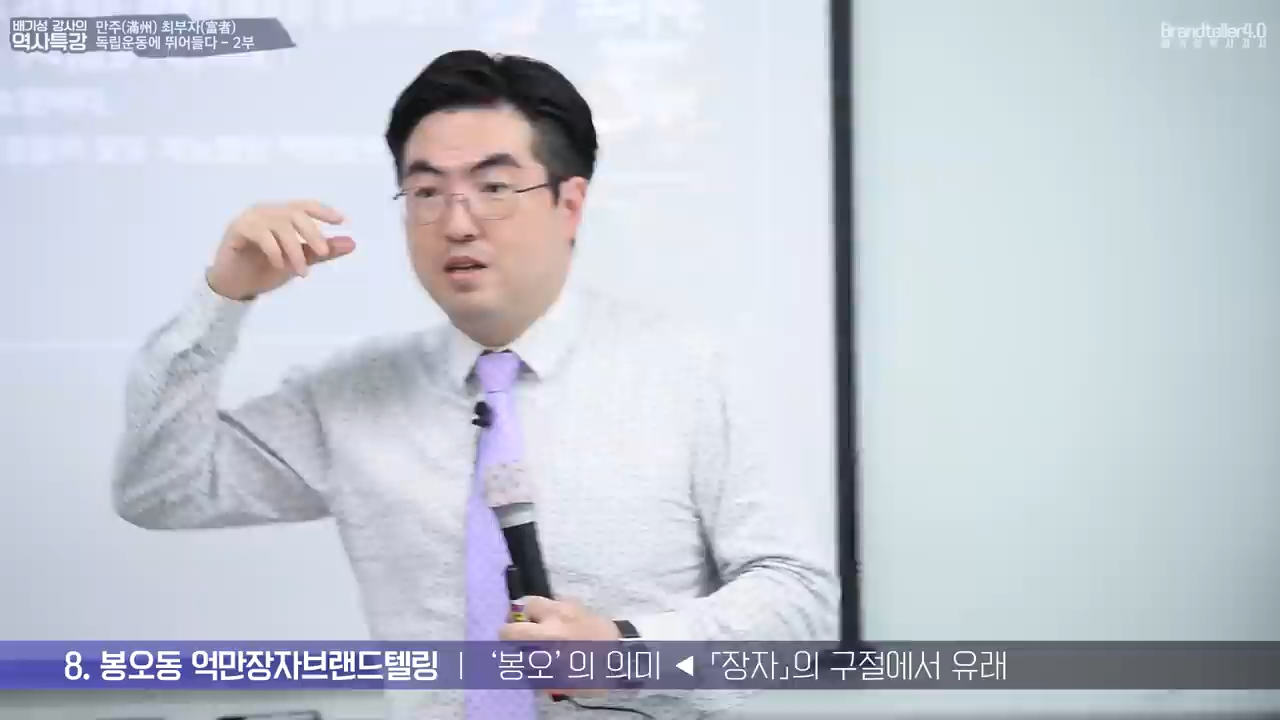 배기성 강사의
역사특강
만주(滿州) 최부자(富者)
독립운동에 뛰어들다 - 2부
Brandteller4.0
8. 봉오동 억만장자브랜드텔링 | ‘봉오’의 의미 ◀ 「장자」의 구절에서 유래